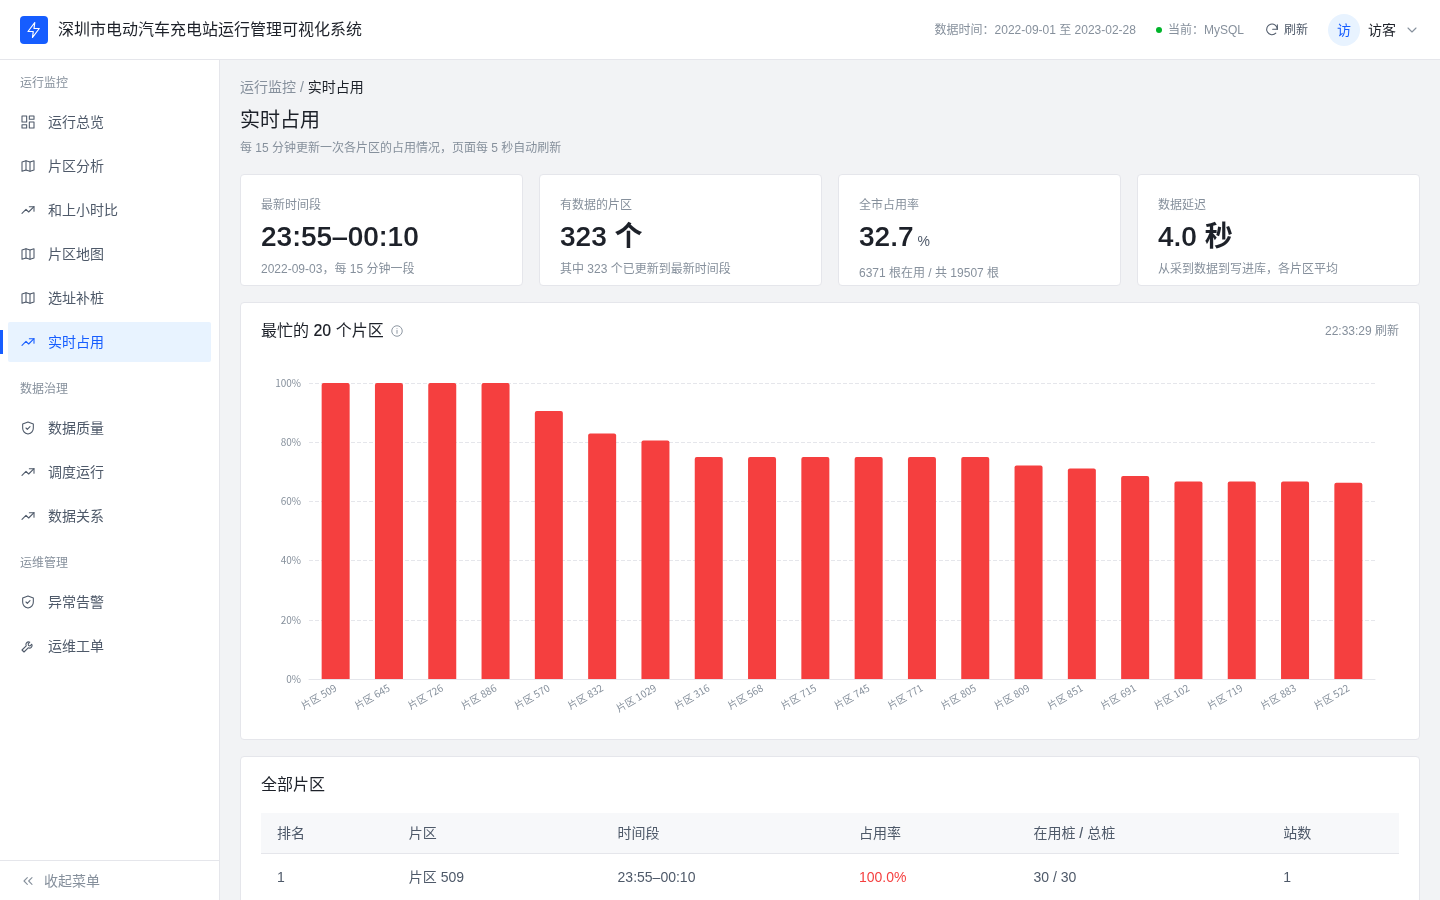 深圳市电动汽车充电站运行管理可视化系统
数据时间：2022-09-01 至 2023-02-28
当前：MySQL
刷新
访
访客
运行监控
运行总览
片区分析
和上小时比
片区地图
选址补桩
实时占用
数据治理
数据质量
调度运行
数据关系
运维管理
异常告警
运维工单
收起菜单
运行监控 / 实时占用
实时占用
每 15 分钟更新一次各片区的占用情况，页面每 5 秒自动刷新
最新时间段
23:55–00:10
2022-09-03，每 15 分钟一段
有数据的片区
323 个
其中 323 个已更新到最新时间段
全市占用率
32.7 %
6371 根在用 / 共 19507 根
数据延迟
4.0 秒
从采到数据到写进库，各片区平均
最忙的 20 个片区
22:33:29 刷新
100%
80%
60%
40%
20%
0%
片区 509
片区 645
片区 726
片区 886
片区 570
片区 832
片区 1029
片区 316
片区 568
片区 715
片区 745
片区 771
片区 805
片区 809
片区 851
片区 691
片区 102
片区 719
片区 883
片区 522
全部片区
排名 片区 时间段 占用率 在用桩 / 总桩 站数
1 片区 509 23:55–00:10 100.0% 30 / 30 1